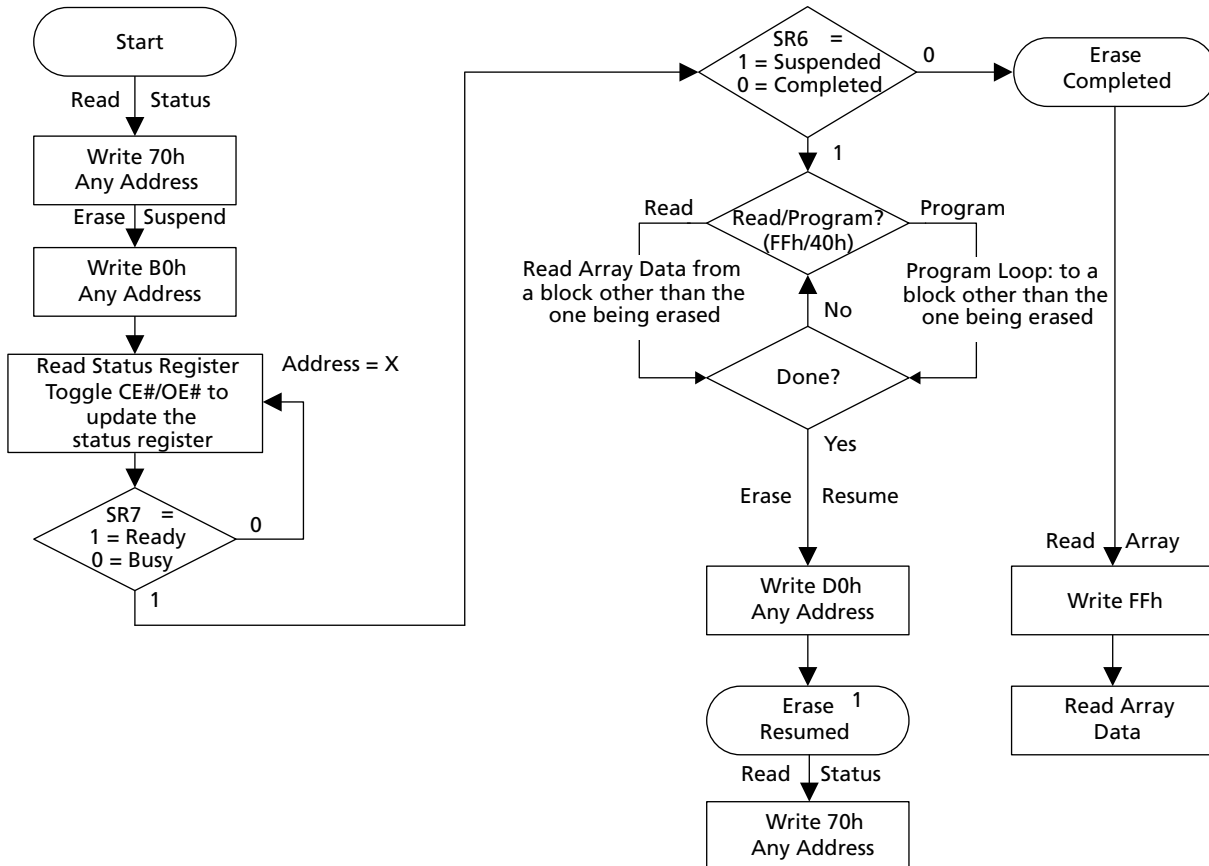 Start
Read Status
Write 70h
Any Address
Erase Suspend
Write B0h
Any Address
Read Status Register
Toggle CE#/OE# to
update the
status register
Address = X
SR7 =
1 = Ready
0 = Busy
0
1
SR6 =
1 = Suspended
0 = Completed
0
Erase
Completed
1
Read/Program?
(FFh/40h)
Read
Program
Read Array Data from
a block other than the
one being erased
Program Loop: to a
block other than the
one being erased
No
Done?
Yes
Erase Resume
Write D0h
Any Address
Erase 1
Resumed
Read Status
Write 70h
Any Address
Read Array
Write FFh
Read Array
Data